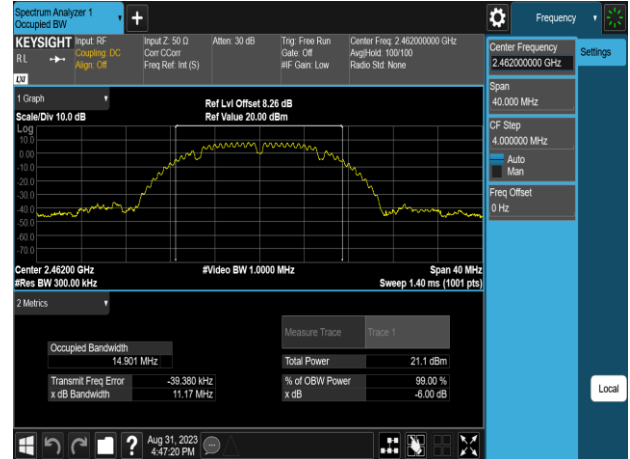 Spectrum Analyzer 1
Occupied BW
Frequency
KEYSIGHT Input: RF Input Z: 50 Ω Atten: 30 dB Trig: Free Run Center Freq: 2.462000000 GHz
RL Coupling: DC Corr CCorr Gate: Off Avg|Hold: 100/100
Align: Off Freq Ref: Int (S) #IF Gain: Low Radio Std: None
LXI
Center Frequency
2.462000000 GHz
Settings
Span
40.000 MHz
CF Step
4.000000 MHz
Auto
Man
Freq Offset
0 Hz
1 Graph
Ref Lvl Offset 8.26 dB
Scale/Div 10.0 dB Ref Value 20.00 dBm
Log
10.0
0.00
-10.0
-20.0
-30.0
-40.0
-50.0
-60.0
-70.0
Center 2.46200 GHz #Video BW 1.0000 MHz Span 40 MHz
#Res BW 300.00 kHz Sweep 1.40 ms (1001 pts)
2 Metrics
Measure Trace Trace 1
Occupied Bandwidth
14.901 MHz
Total Power 21.1 dBm
Transmit Freq Error -39.380 kHz % of OBW Power 99.00 %
x dB Bandwidth 11.17 MHz x dB -6.00 dB
Local
Aug 31, 2023
4:47:20 PM